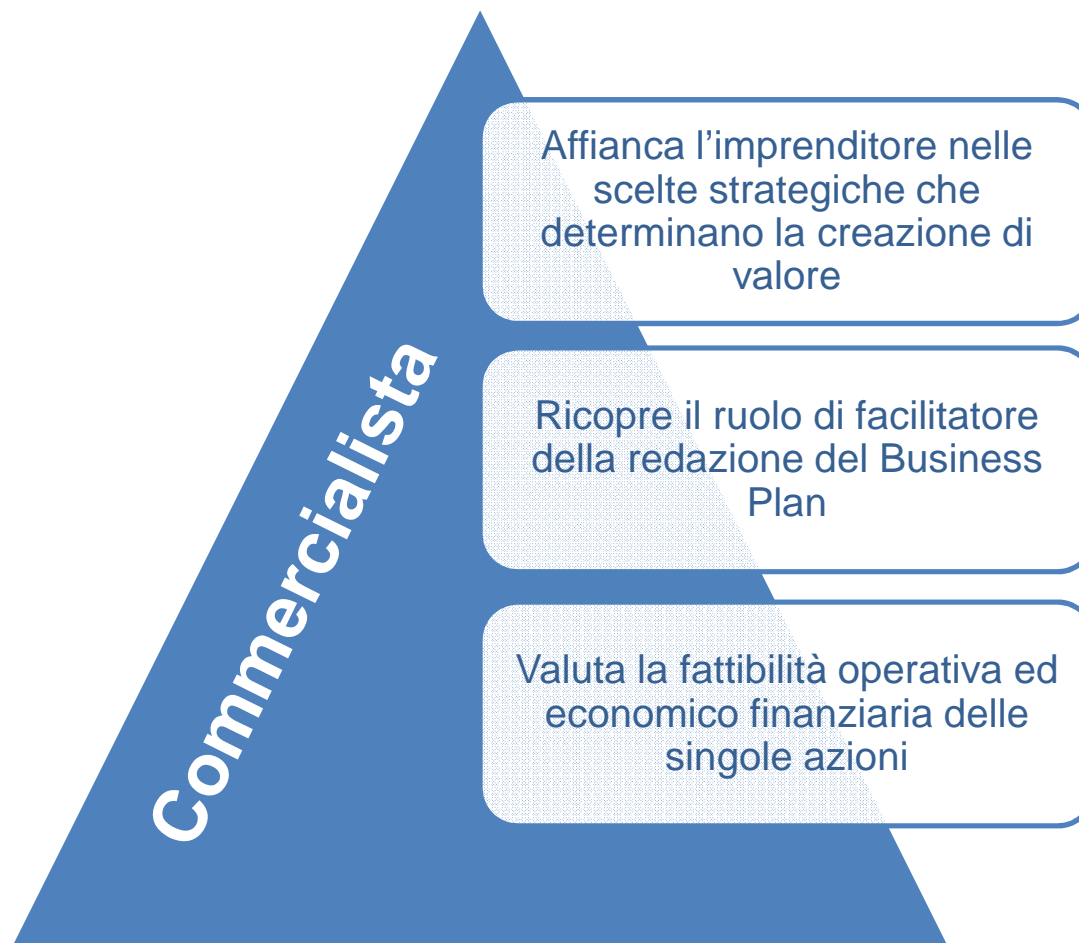 Commercialista
Affianca l’imprenditore nelle
scelte strategiche che
determinano la creazione di
valore
Ricopre il ruolo di facilitatore
della redazione del Business
Plan
Valuta la fattibilità operativa ed
economico finanziaria delle
singole azioni